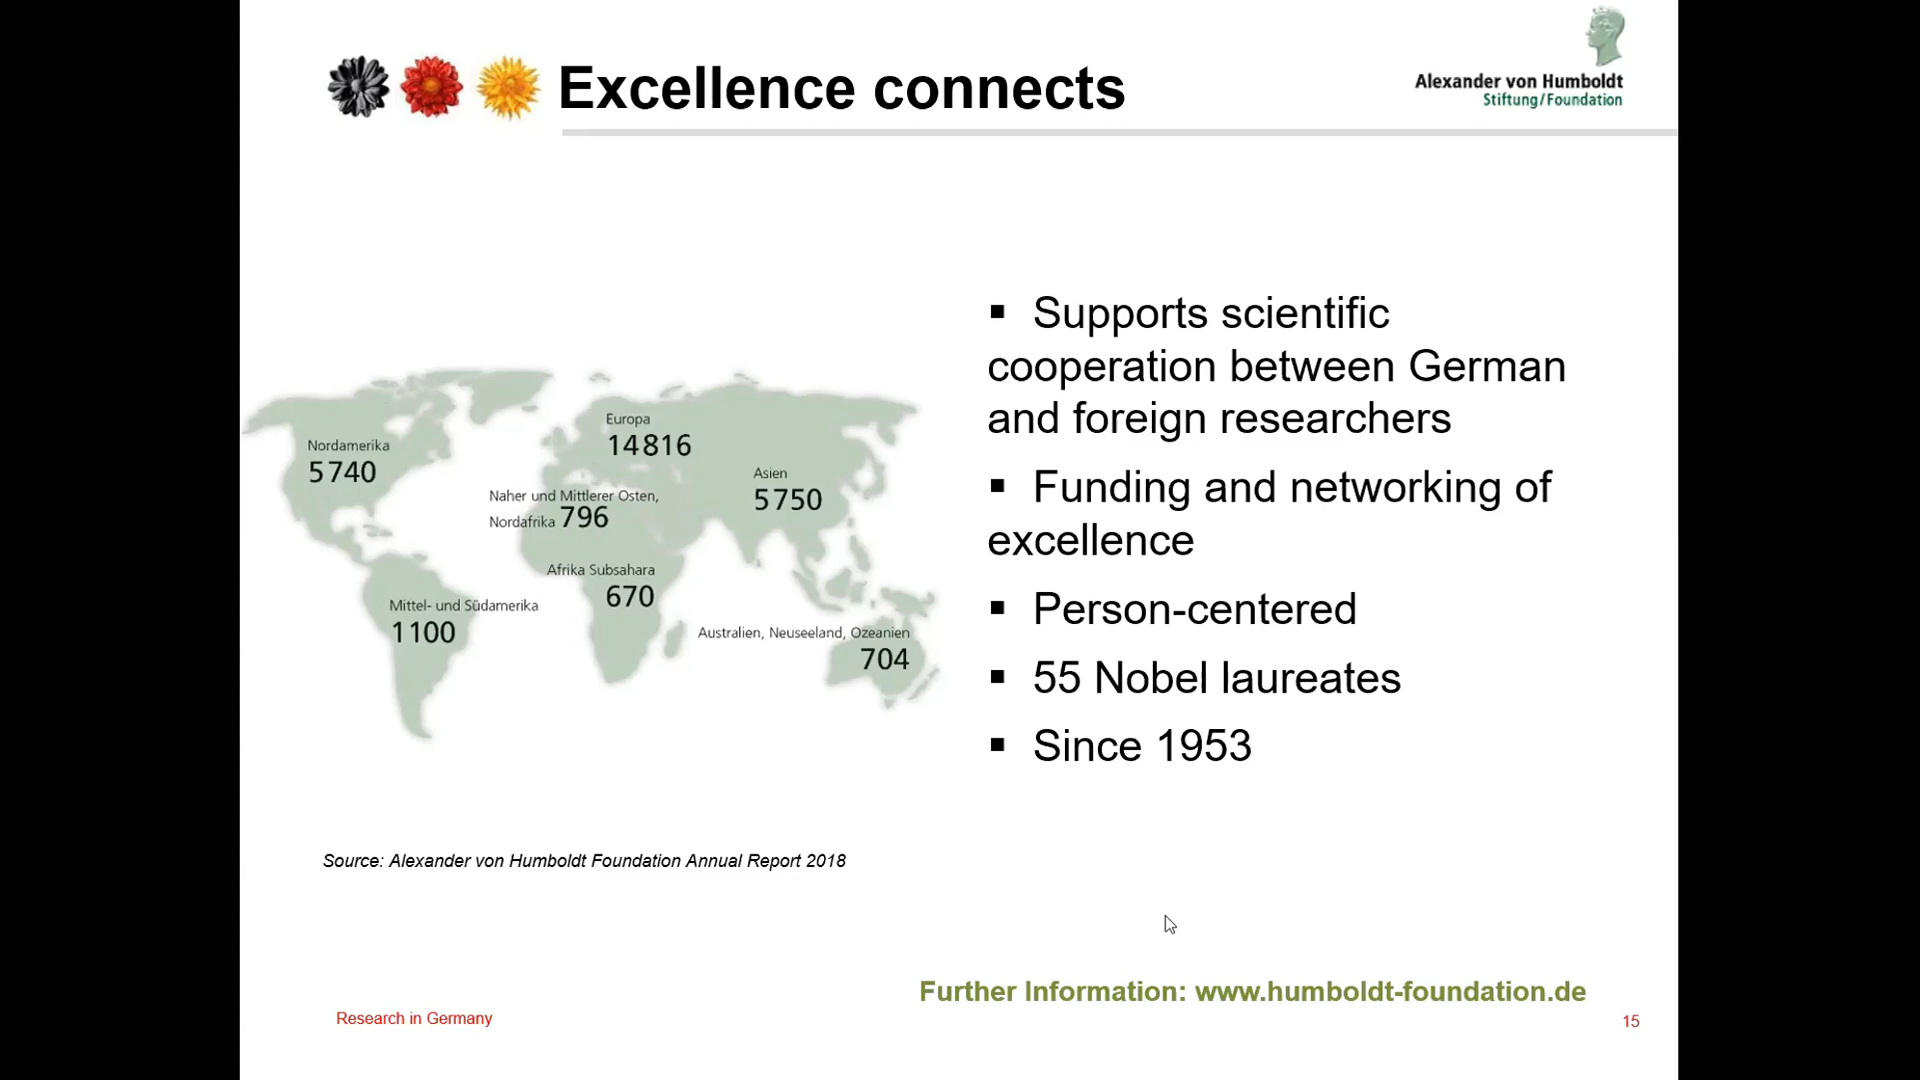 Excellence connects
Alexander von Humboldt
Stiftung/Foundation
Nordamerika
5740
Europa
14816
Asien
5750
Naher und Mittlerer Osten,
Nordafrika 796
Afrika Subsahara
670
Mittel- und Südamerika
1100
Australien, Neuseeland, Ozeanien
704
▪ Supports scientific
cooperation between German
and foreign researchers
▪ Funding and networking of
excellence
▪ Person-centered
▪ 55 Nobel laureates
▪ Since 1953
Source: Alexander von Humboldt Foundation Annual Report 2018
Further Information: www.humboldt-foundation.de
Research in Germany
15